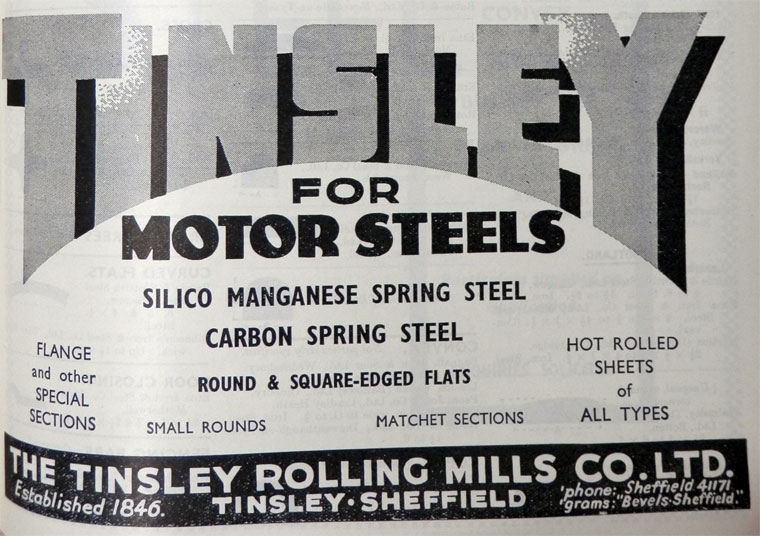 TINSLEY
FOR
MOTOR STEELS
SILICO MANGANESE SPRING STEEL
CARBON SPRING STEEL
ROUND & SQUARE-EDGED FLATS
FLANGE
and other
SPECIAL
SECTIONS
SMALL ROUNDS
MATCHET SECTIONS
HOT ROLLED
SHEETS
of
ALL TYPES
THE TINSLEY ROLLING MILLS CO. LTD.
Established 1846.
TINSLEY·SHEFFIELD
'phone: Sheffield 41171
'grams: "Bevels-Sheffield."